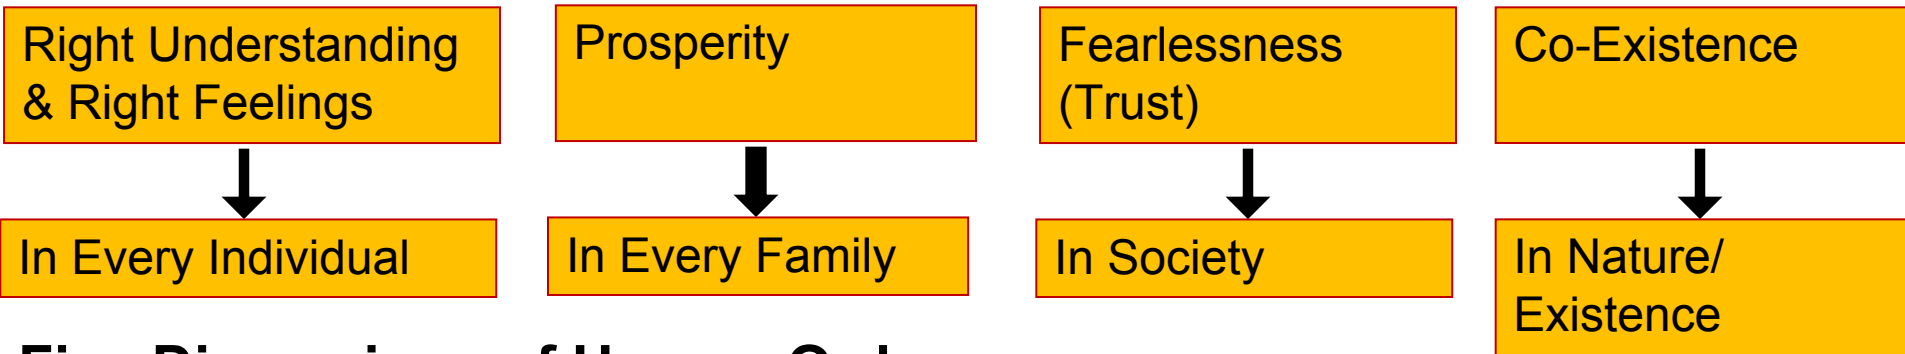 Right Understanding
& Right Feelings
Prosperity
Fearlessness
(Trust)
Co-Existence
In Every Individual
In Every Family
In Society
In Nature/
Existence